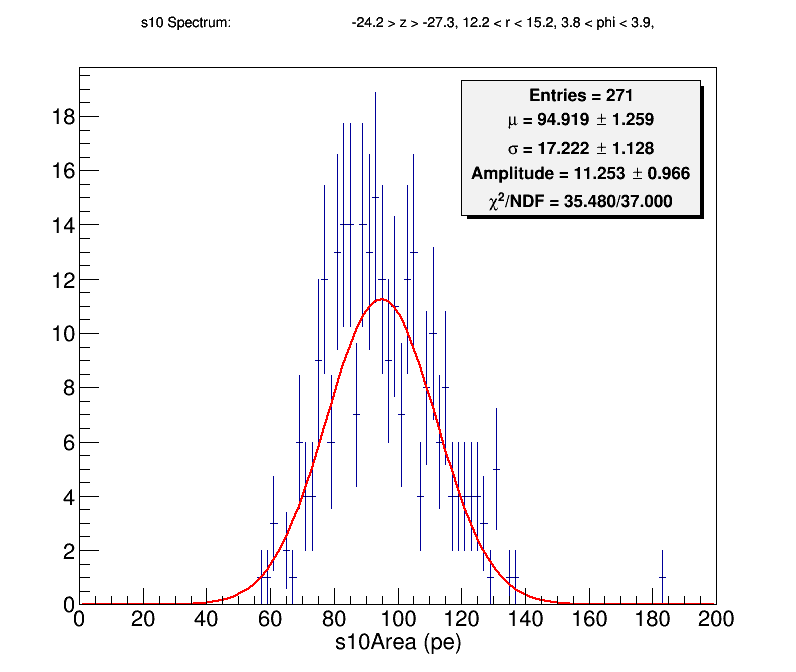 s10 Spectrum: -24.2 > z > -27.3, 12.2 < r < 15.2, 3.8 < phi < 3.9,
Entries = 271
μ = 94.919 ± 1.259
σ = 17.222 ± 1.128
Amplitude = 11.253 ± 0.966
χ²/NDF = 35.480/37.000
18
16
14
12
10
8
6
4
2
0
0 20 40 60 80 100 120 140 160 180 200
s10Area (pe)